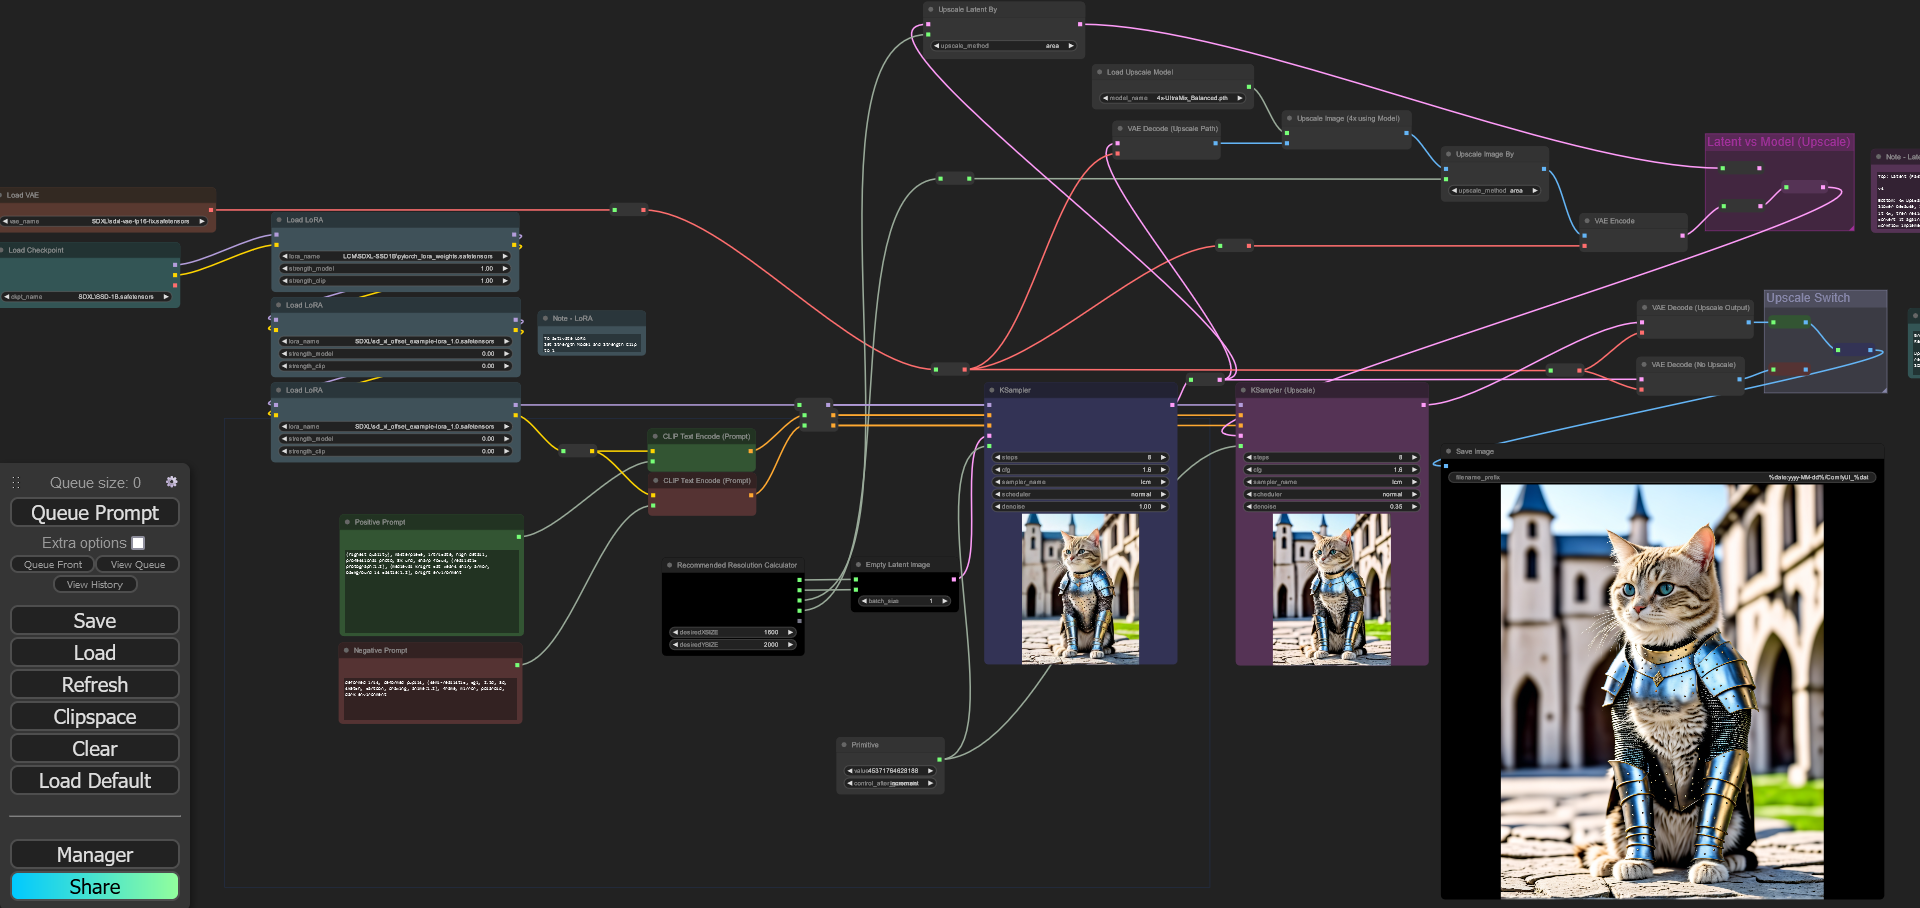 Upscale Latent By
upscale_method area
Load Upscale Model
model_name 4x-UltraMix_Balanced.pth
VAE Decode (Upscale Path)
Upscale Image (4x using Model)
Upscale Image By
upscale_method area
VAE Encode
Latent vs Model (Upscale)
Load VAE
vae_name SDXL\sdxl-vae-fp16-fix.safetensors
Load Checkpoint
ckpt_name SDXL\SSD-1B.safetensors
Load LoRA
lora_name LCM\SDXL-SSD1B\pytorch_lora_weights.safetensors
strength_model 1.00
strength_clip 1.00
Load LoRA
lora_name SDXL\sd_xl_offset_example-lora_1.0.safetensors
strength_model 0.00
strength_clip 0.00
Note - LoRA
To Activate LoRA
Set Strength Model and Strength Clip
to 1
Load LoRA
lora_name SDXL\sd_xl_offset_example-lora_1.0.safetensors
strength_model 0.00
strength_clip 0.00
VAE Decode (Upscale Output)
VAE Decode (No Upscale)
Upscale Switch
CLIP Text Encode (Prompt)
CLIP Text Encode (Prompt)
Positive Prompt
Negative Prompt
Recommended Resolution Calculator
desiredXSIZE 1600
desiredYSIZE 2000
Empty Latent Image
batch_size 1
Primitive
value 45371764628188
KSampler
steps 8
cfg 1.6
sampler_name lcm
scheduler normal
denoise 1.00
KSampler (Upscale)
steps 8
cfg 1.6
sampler_name lcm
scheduler normal
denoise 0.35
Save Image
filename_prefix %date:yyyy-MM-dd%/ComfyUI_%dat
Queue size: 0
Queue Prompt
Extra options
Queue Front
View Queue
View History
Save
Load
Refresh
Clipspace
Clear
Load Default
Manager
Share